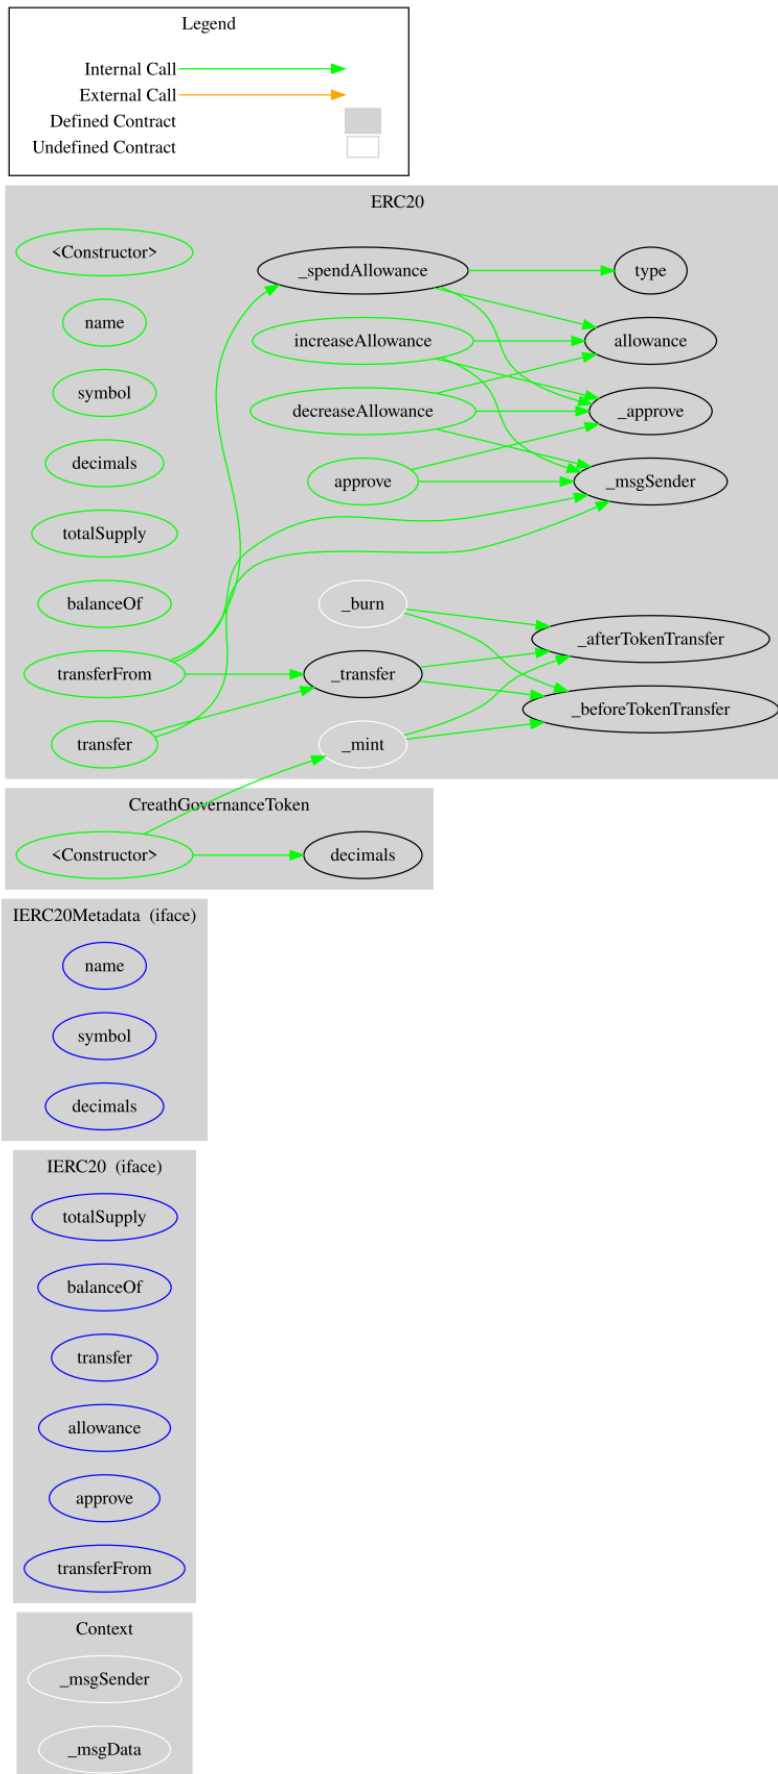 Legend
Internal Call
External Call
Defined Contract
Undefined Contract
ERC20
<Constructor>
_spendAllowance
type
name
increaseAllowance
allowance
symbol
decreaseAllowance
_approve
decimals
approve
_msgSender
totalSupply
balanceOf
_burn
_afterTokenTransfer
transferFrom
_transfer
_beforeTokenTransfer
transfer
_mint
CreathGovernanceToken
<Constructor>
decimals
IERC20Metadata (iface)
name
symbol
decimals
IERC20 (iface)
totalSupply
balanceOf
transfer
allowance
approve
transferFrom
Context
_msgSender
_msgData